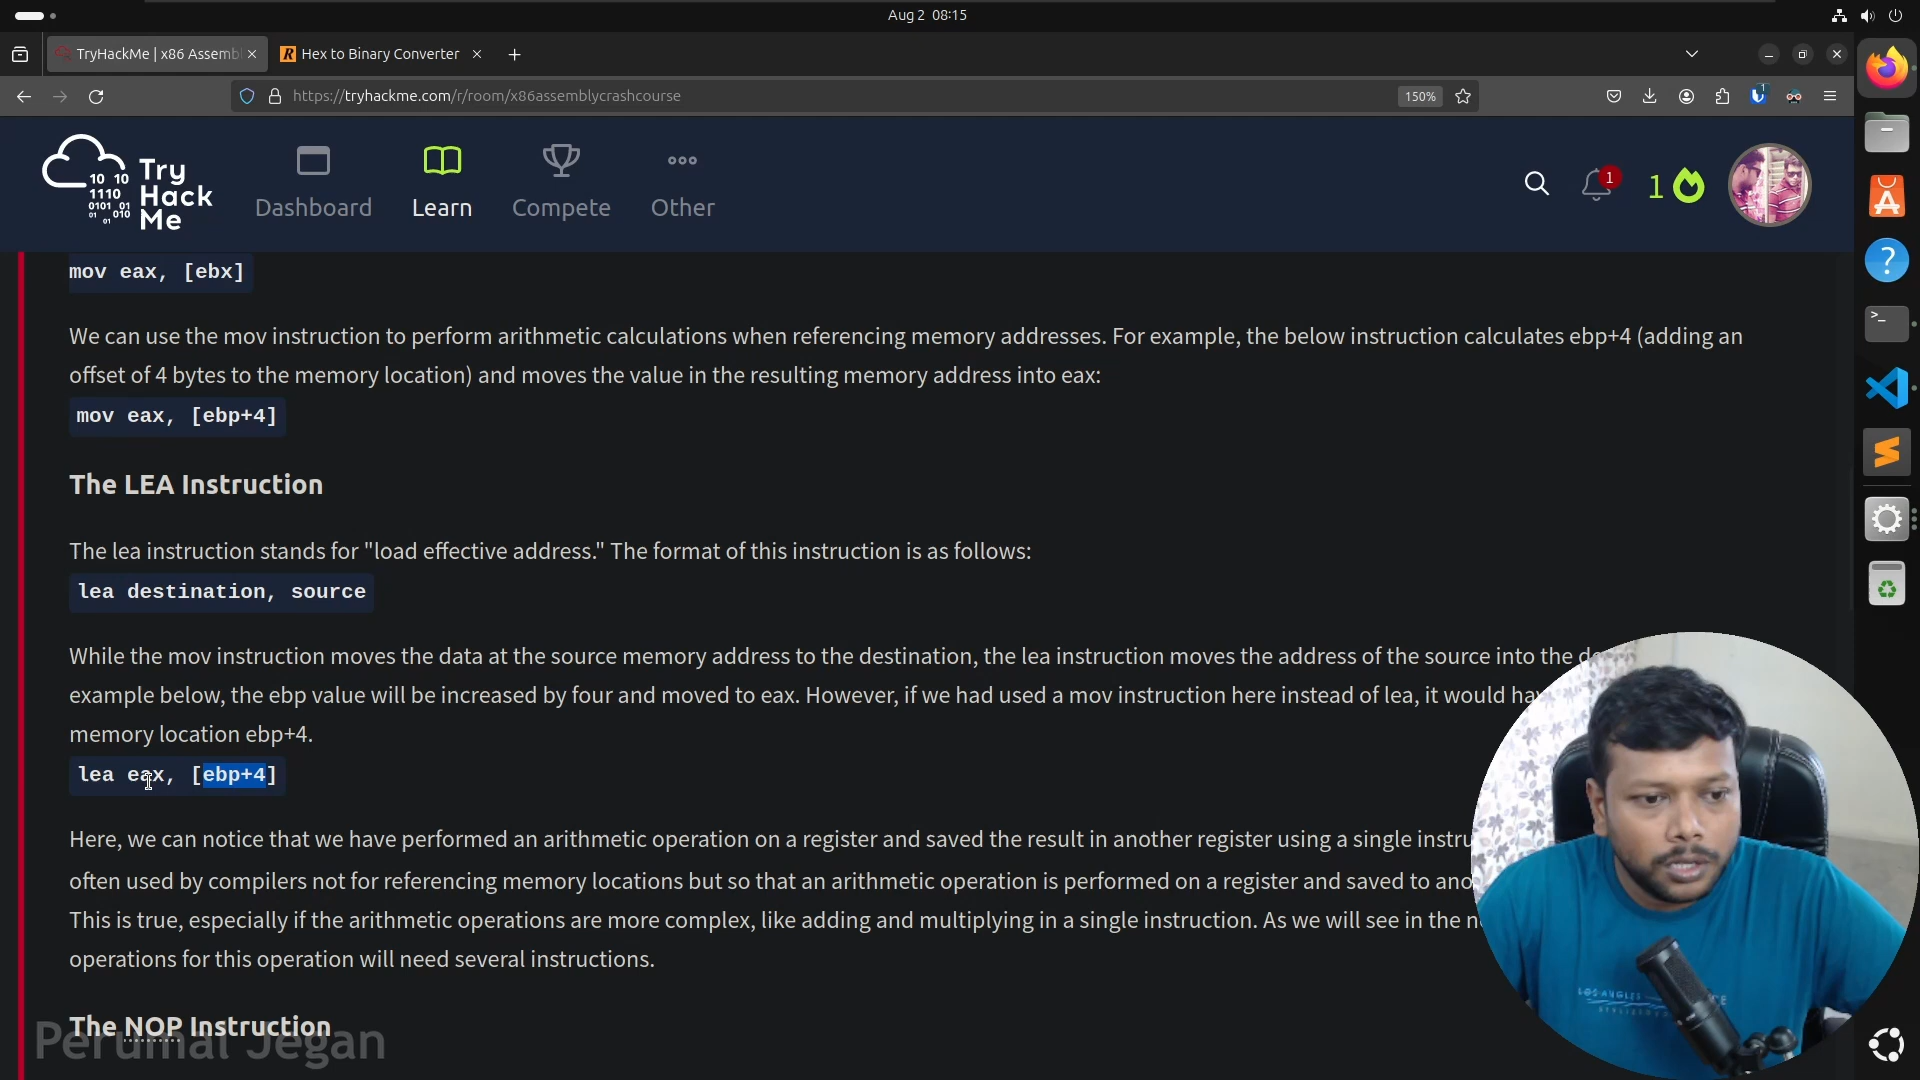 Aug 2 08:15
TryHackMe | x86 Assemb
Hex to Binary Converter
https://tryhackme.com/r/room/x86assemblycrashcourse
150%
1
10 10
1110
0101 01
01 010
01
Try
Hack
Me
Dashboard
Learn
Compete
Other
1
1
mov eax, [ebx]
We can use the mov instruction to perform arithmetic calculations when referencing memory addresses. For example, the below instruction calculates ebp+4 (adding an
offset of 4 bytes to the memory location) and moves the value in the resulting memory address into eax:
mov eax, [ebp+4]
The LEA Instruction
The lea instruction stands for "load effective address." The format of this instruction is as follows:
lea destination, source
While the mov instruction moves the data at the source memory address to the destination, the lea instruction moves the address of the source into the
example below, the ebp value will be increased by four and moved to eax. However, if we had used a mov instruction here instead of lea, it would
memory location ebp+4.
lea eax, [ebp+4]
Here, we can notice that we have performed an arithmetic operation on a register and saved the result in another register using a single
often used by compilers not for referencing memory locations but so that an arithmetic operation is performed on a register and saved to
This is true, especially if the arithmetic operations are more complex, like adding and multiplying in a single instruction. As we will see in the
operations for this operation will need several instructions.
The NOP Instruction
Perumal Jegan
LOS ANGELES